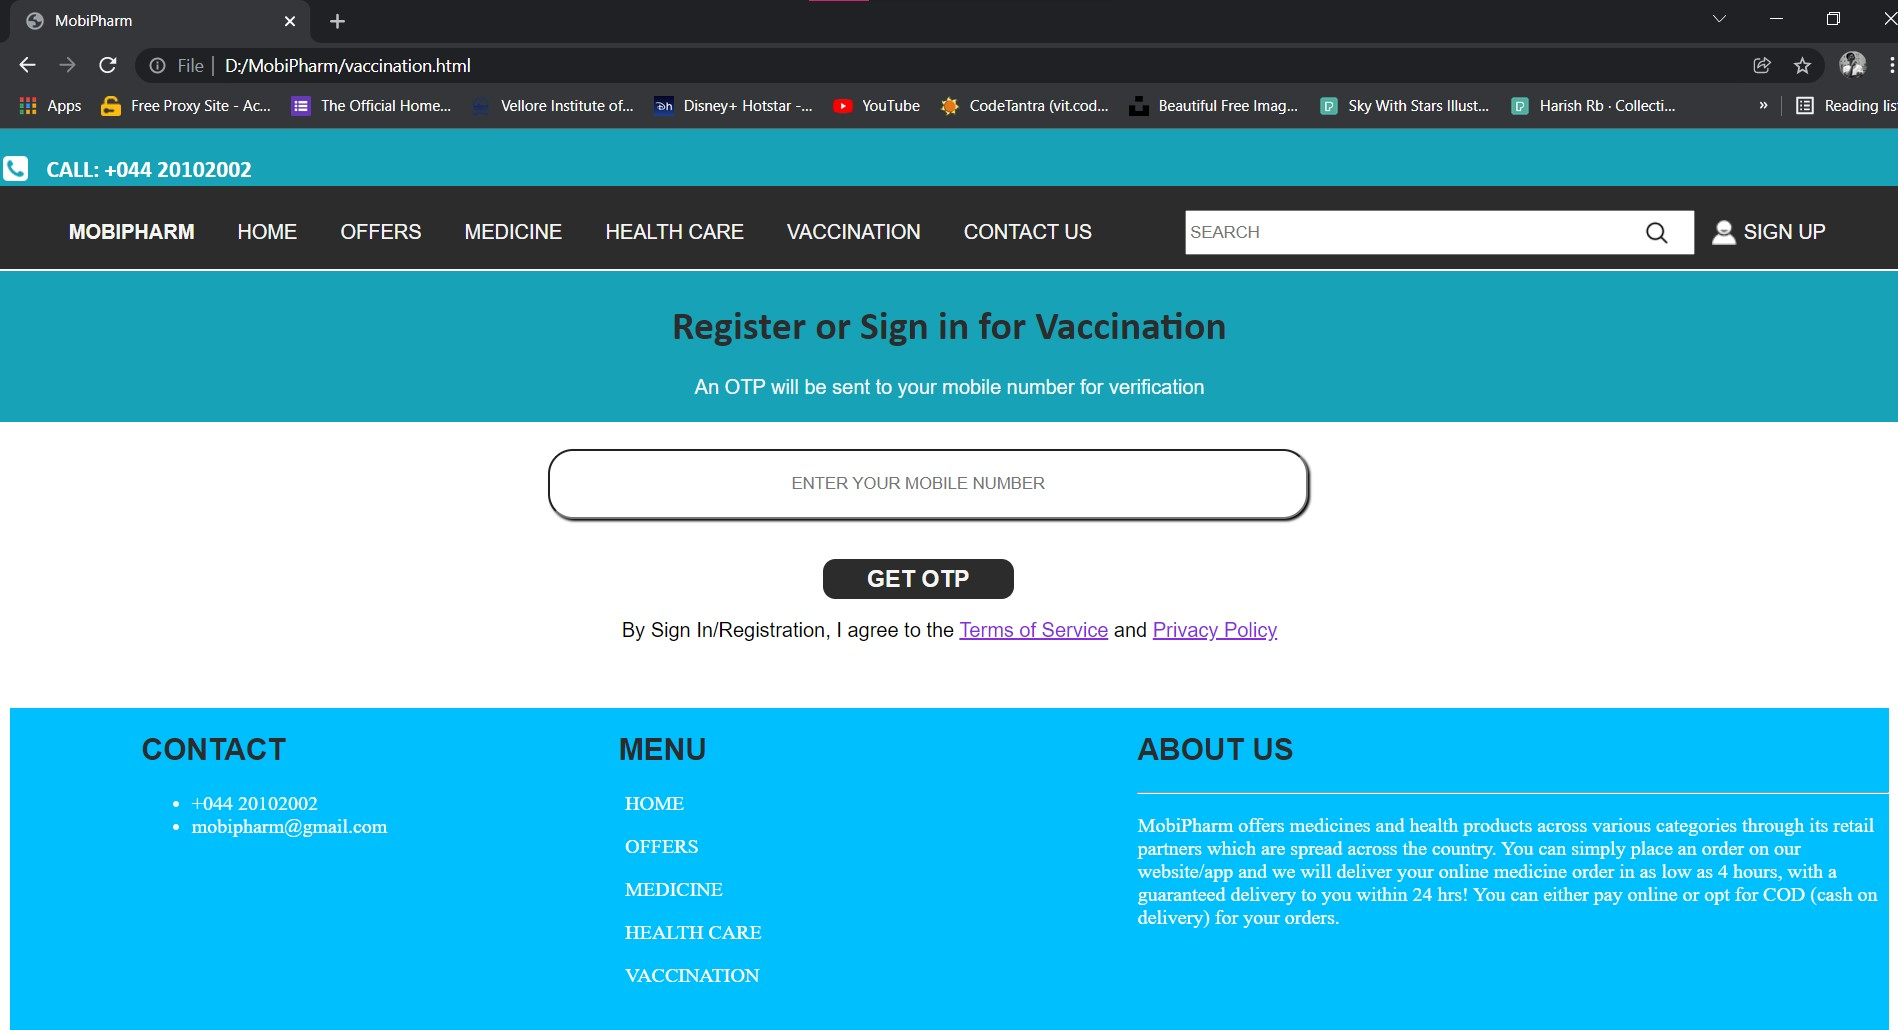 MobiPharm
File | D:/MobiPharm/vaccination.html
Apps Free Proxy Site - Ac... The Official Home... Vellore Institute of... Disney+ Hotstar -... YouTube CodeTantra (vit.cod... Beautiful Free Imag... Sky With Stars Illust... Harish Rb · Collecti... » Reading lis
CALL: +044 20102002
MOBIPHARM HOME OFFERS MEDICINE HEALTH CARE VACCINATION CONTACT US SEARCH SIGN UP
Register or Sign in for Vaccination
An OTP will be sent to your mobile number for verification
ENTER YOUR MOBILE NUMBER
GET OTP
By Sign In/Registration, I agree to the Terms of Service and Privacy Policy
CONTACT
• +044 20102002
• mobipharm@gmail.com
MENU
HOME
OFFERS
MEDICINE
HEALTH CARE
VACCINATION
ABOUT US
MobiPharm offers medicines and health products across various categories through its retail
partners which are spread across the country. You can simply place an order on our
website/app and we will deliver your online medicine order in as low as 4 hours, with a
guaranteed delivery to you within 24 hrs! You can either pay online or opt for COD (cash on
delivery) for your orders.